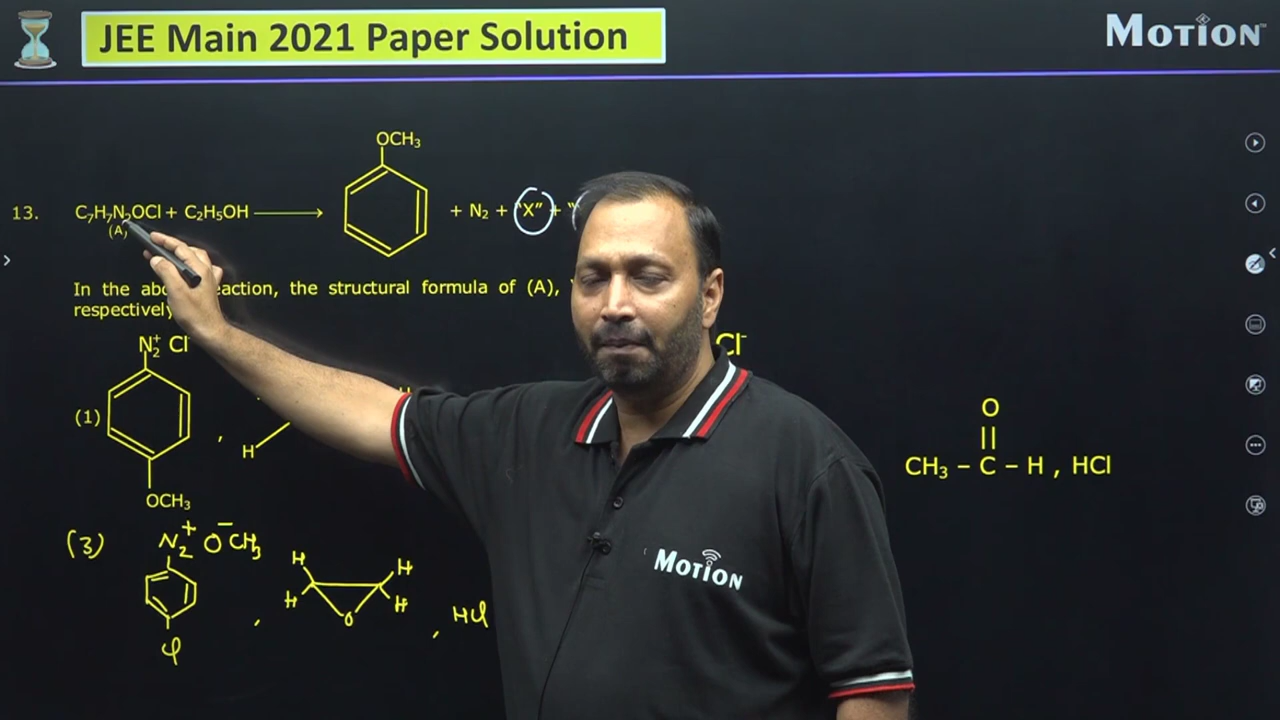 JEE Main 2021 Paper Solution
MOTION
OCH₃
13. C₇H₇N₂OCl + C₂H₅OH ⟶ + N₂ + "X" + "
(A)
In the above reaction, the structural formula of (A),
respectively
N₂⁺ Cl
Cl⁻
(1)
H
OCH₃
O
CH₃ – C – H , HCl
(3) N₂⁺ O⁻CH₃
H H
H O H , HCl
Cl
MOTION